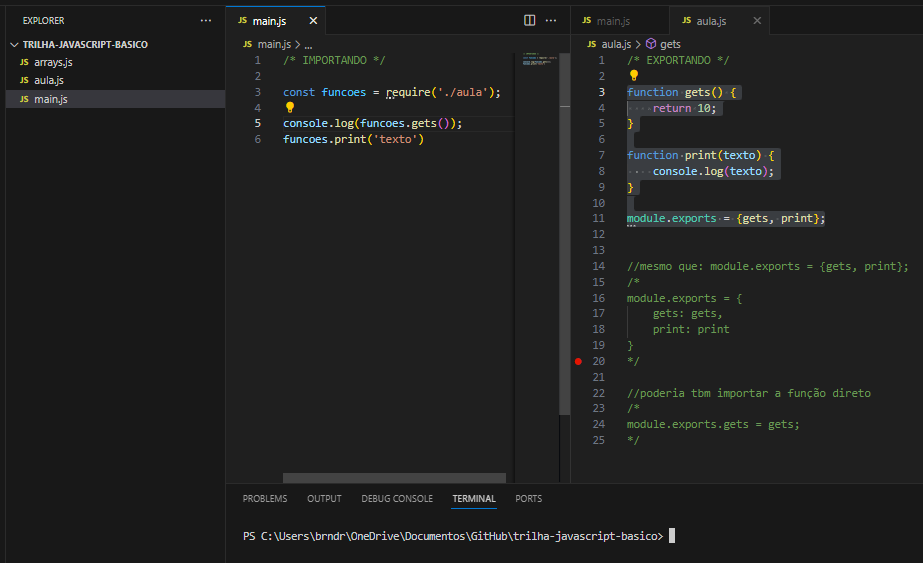 EXPLORER ...
TRILHA-JAVASCRIPT-BASICO
JS arrays.js
JS aula.js
JS main.js
JS main.js
JS main.js > ...
1 /* IMPORTANDO */
2
3 const funcoes = require('./aula');
4
5 console.log(funcoes.gets());
6 funcoes.print('texto')
JS main.js JS aula.js
JS aula.js > gets
1 /* EXPORTANDO */
2
3 function gets() {
4 return 10;
5 }
6
7 function print(texto) {
8 console.log(texto);
9 }
10
11 module.exports = {gets, print};
12
13
14 //mesmo que: module.exports = {gets, print};
15 /*
16 module.exports = {
17 gets: gets,
18 print: print
19 }
20 */
21
22 //poderia tbm importar a função direto
23 /*
24 module.exports.gets = gets;
25 */
PROBLEMS OUTPUT DEBUG CONSOLE TERMINAL PORTS
PS C:\Users\brndr\OneDrive\Documentos\GitHub\trilha-javascript-basico>